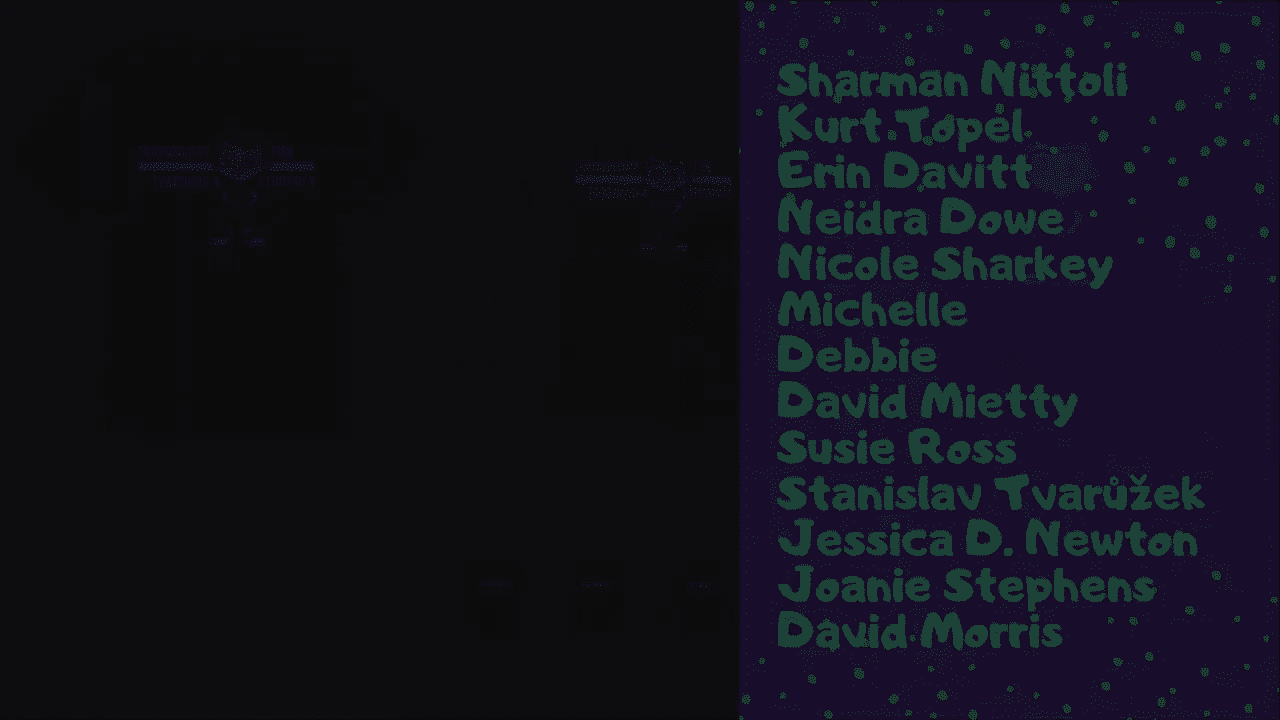 Sharman Nittoli
Kurt Topel
Erin Davitt
Neidra Dowe
Nicole Sharkey
Michelle
Debbie
David Mietty
Susie Ross
Stanislav Tvarůžek
Jessica D. Newton
Joanie Stephens
David Morris